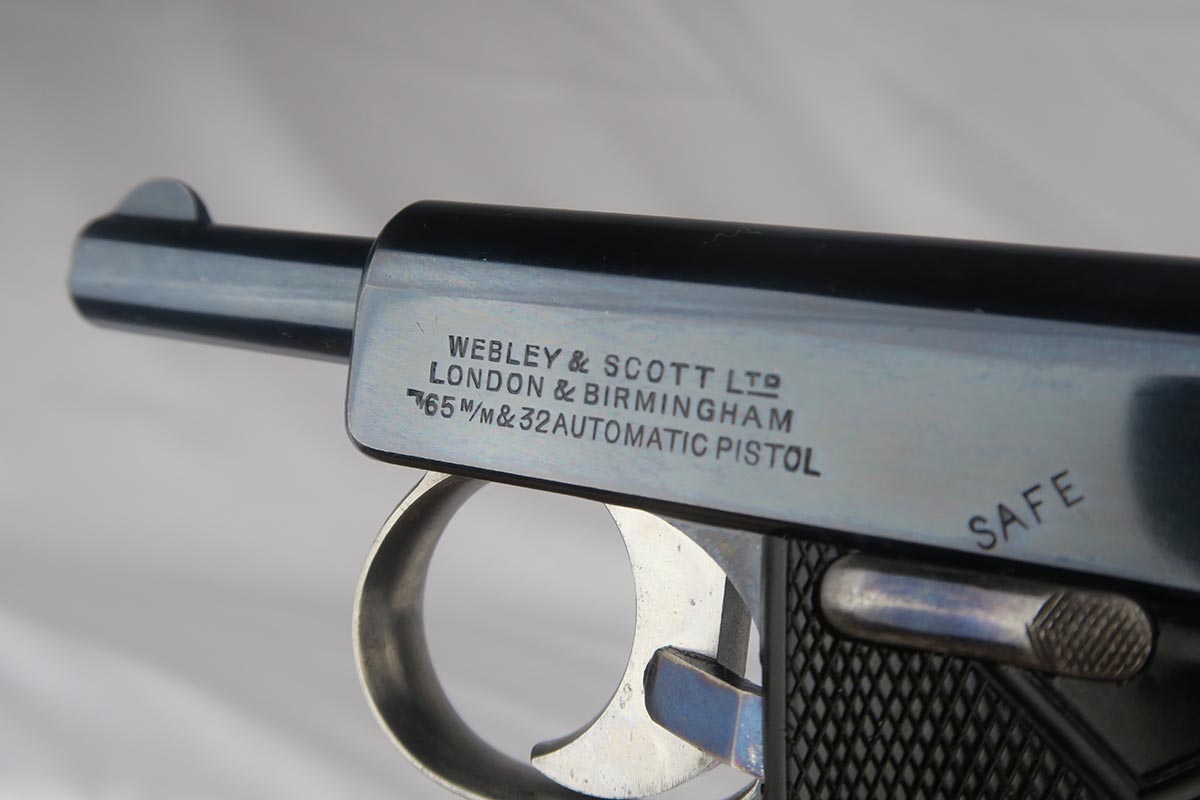 WEBLEY & SCOTT LTD
LONDON & BIRMINGHAM
7.65 M/M & 32 AUTOMATIC PISTOL
SAFE